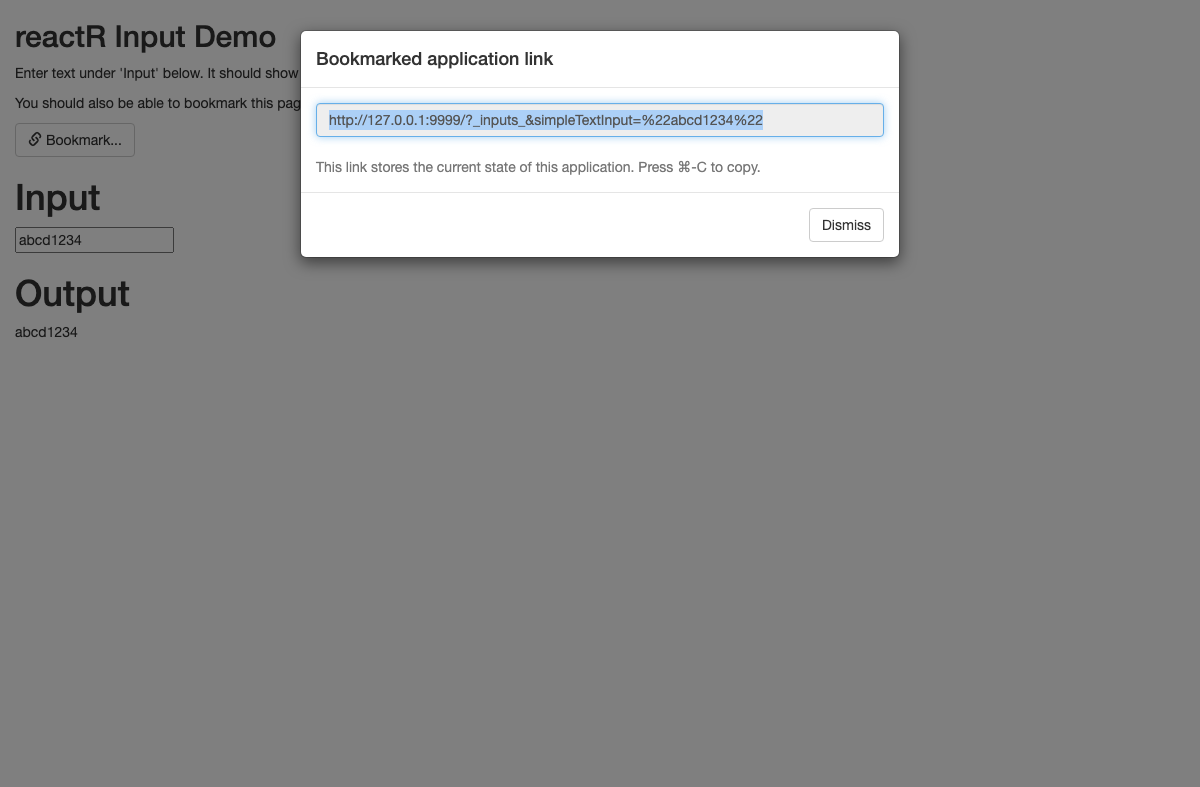 reactR Input Demo
Enter text under 'Input' below. It should show
You should also be able to bookmark this pag
Bookmark...
Input
abcd1234
Output
abcd1234
Bookmarked application link
http://127.0.0.1:9999/?_inputs_&simpleTextInput=%22abcd1234%22
This link stores the current state of this application. Press ⌘-C to copy.
Dismiss